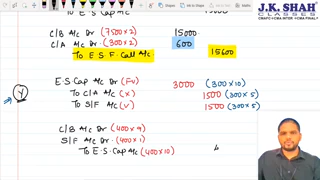 J.K. SHAH
CLASSES
To E.S Cap A/c
C/B A/c Dr (7500×2) 15000
C/A A/c Dr (300×2) 600
To E.S.F. Call A/c 15600
Y
E.S.Cap A/c Dr (FV) 3000 (300×10)
To C/A A/c (X) 1500 (300×5)
To S/F A/c (V) 1500 (300×5)
C/B A/c Dr (400×9)
S/F A/c Dr (400×1)
To E.S.Cap A/c (400×10)